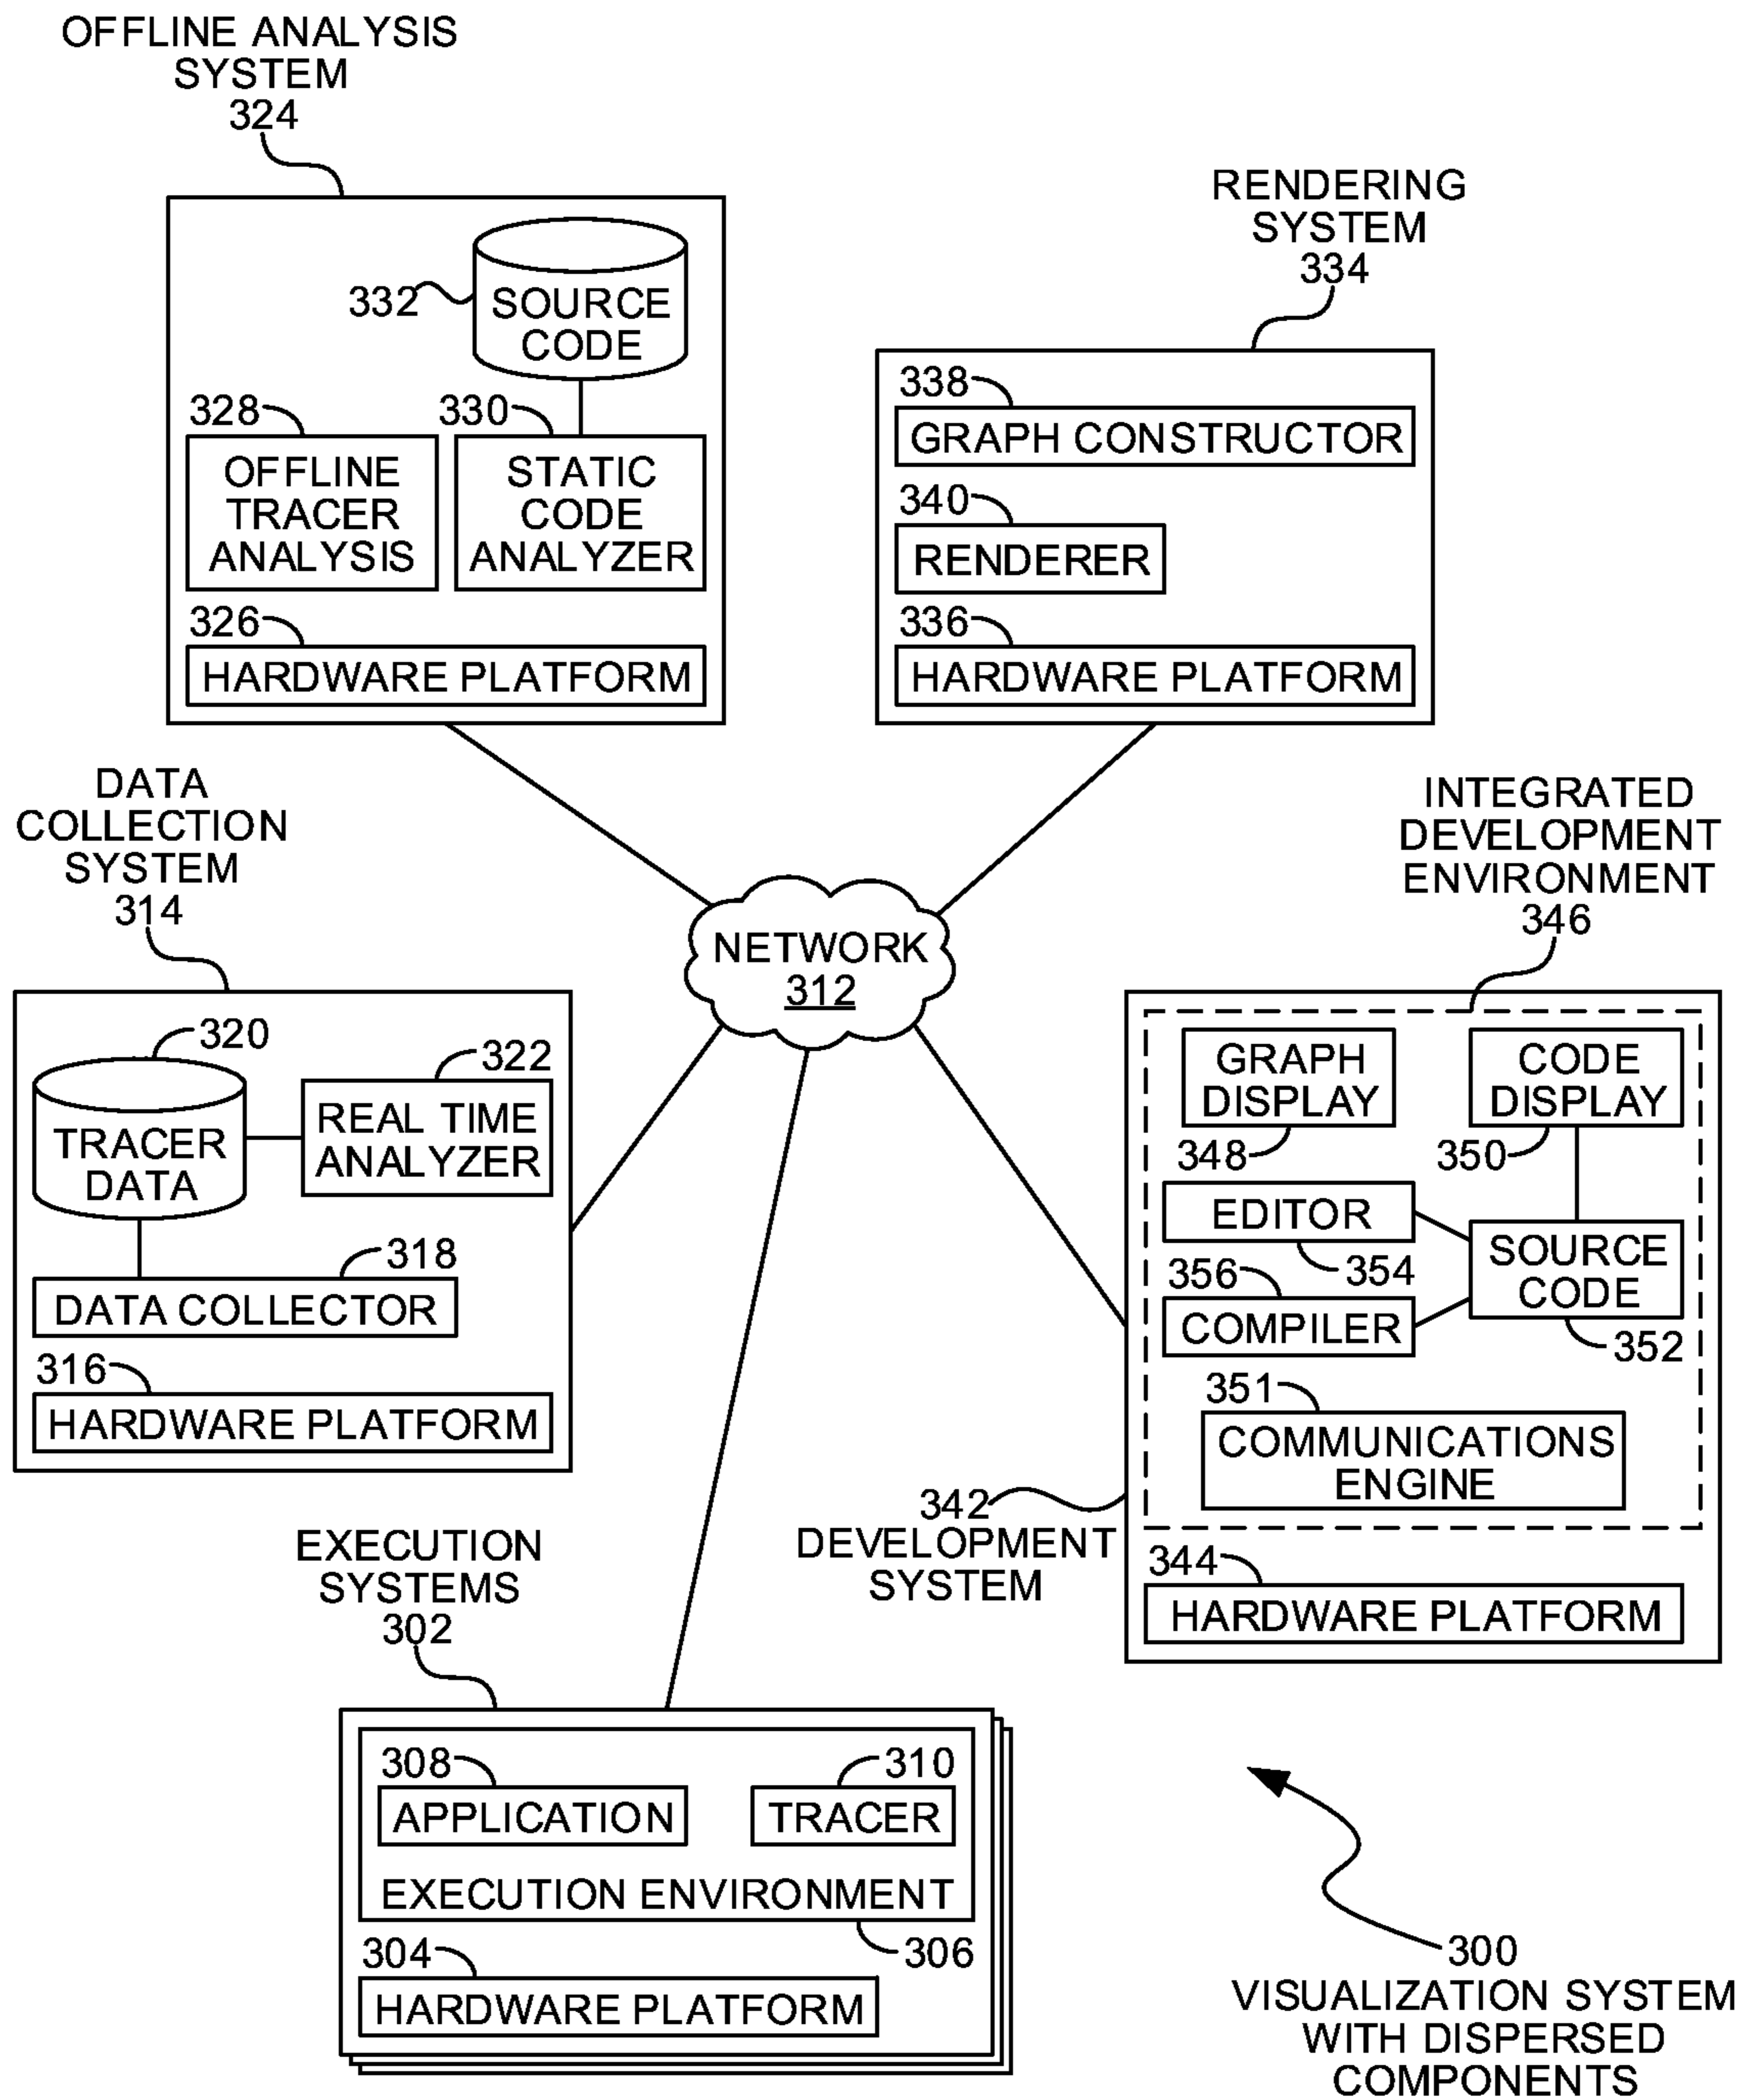 OFFLINE ANALYSIS
SYSTEM
324
332
SOURCE
CODE
328
330
OFFLINE
TRACER
ANALYSIS
STATIC
CODE
ANALYZER
326
HARDWARE PLATFORM
RENDERING
SYSTEM
334
338
GRAPH CONSTRUCTOR
340
RENDERER
336
HARDWARE PLATFORM
DATA
COLLECTION
SYSTEM
314
320
322
TRACER
DATA
REAL TIME
ANALYZER
318
DATA COLLECTOR
316
HARDWARE PLATFORM
NETWORK
312
INTEGRATED
DEVELOPMENT
ENVIRONMENT
346
GRAPH
DISPLAY
348
CODE
DISPLAY
350
EDITOR
354
SOURCE
CODE
352
356
COMPILER
351
COMMUNICATIONS
ENGINE
342
DEVELOPMENT
SYSTEM
344
HARDWARE PLATFORM
EXECUTION
SYSTEMS
302
308
APPLICATION
310
TRACER
EXECUTION ENVIRONMENT
306
304
HARDWARE PLATFORM
300
VISUALIZATION SYSTEM
WITH DISPERSED
COMPONENTS